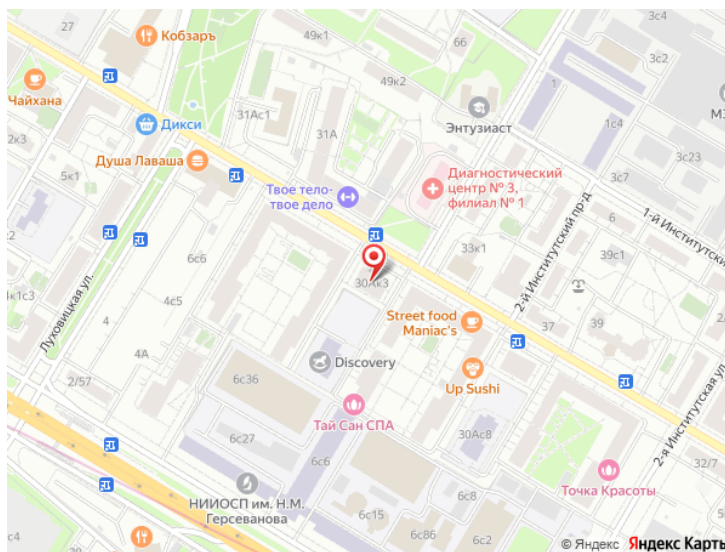 27
Кобзаръ
49к1
66
3с2
3с4
Чайхана
49к2
1
1с4
Энтузиаст
31Ас1
31А
2к3
Дикси
3с23
Душа Лаваша
5к1
Твое тело-
твое дело
Диагностический
центр № 3,
филиал № 1
3с7
1-й Институтский
2-й Институтский пр-д
6
6с6
33к1
39с1
4с5
30Ак3
4к1с3
Луховицкая ул.
4
Street food
Maniac's
37
39
4А
Discovery
6с36
Up Sushi
2/57
Тай Сан СПА
6с27
6с6
30Ас8
2-я Институтская ул.
32/7
НИИОСП им. Н.М.
Герсеванова
6с8
Точка Красоты
6с15
6с86
6с2
© Яндекс Яндекс Карты